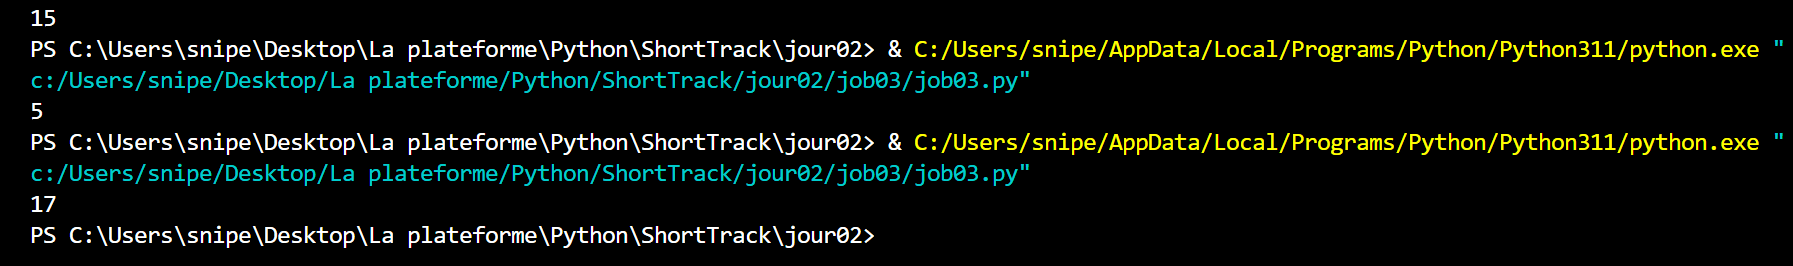 15
PS C:\Users\snipe\Desktop\La plateforme\Python\ShortTrack\jour02> & C:/Users/snipe/AppData/Local/Programs/Python/Python311/python.exe "
c:/Users/snipe/Desktop/La plateforme/Python/ShortTrack/jour02/job03/job03.py"
5
PS C:\Users\snipe\Desktop\La plateforme\Python\ShortTrack\jour02> & C:/Users/snipe/AppData/Local/Programs/Python/Python311/python.exe "
c:/Users/snipe/Desktop/La plateforme/Python/ShortTrack/jour02/job03/job03.py"
17
PS C:\Users\snipe\Desktop\La plateforme\Python\ShortTrack\jour02>